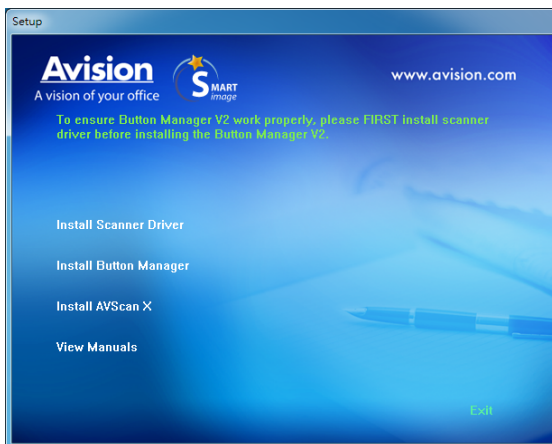 Setup
Avision
A vision of your office
SMART
image
www.avision.com
To ensure Button Manager V2 work properly, please FIRST install scanner
driver before installing the Button Manager V2.
Install Scanner Driver
Install Button Manager
Install AVScan X
View Manuals
Exit